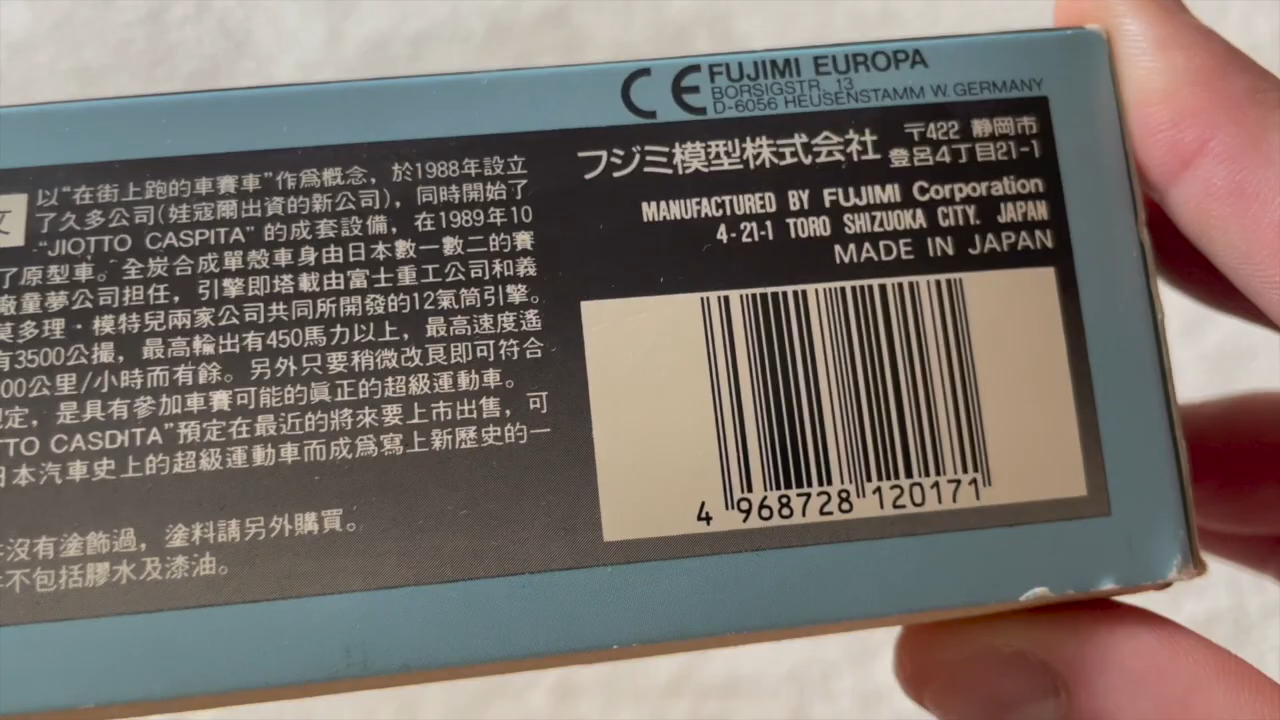 CE FUJIMI EUROPA
BORSIGSTR. 13
D-6056 HEUSENSTAMM W. GERMANY
フジミ模型株式会社
〒422 静岡市
登呂4丁目21-1
MANUFACTURED BY FUJIMI Corporation
4-21-1 TORO SHIZUOKA CITY. JAPAN
MADE IN JAPAN
文
以“在街上跑的車賽車”作爲概念，於1988年設立
了久多公司(娃寇爾出資的新公司)，同時開始了
“JIOTTO CASPITA”的成套設備，在1989年10
了原型車。全炭合成單殼車身由日本數一數二的賽
廠童夢公司担任，引擎即塔載由富士重工公司和義
莫多理・模特兒兩家公司共同所開發的12氣筒引擎。
有3500公撮，最高輸出有450馬力以上，最高速度遙
00公里/小時而有餘。另外只要稍微改良即可符合
規定，是具有參加車賽可能的眞正的超級運動車。
TTO CASDITA”預定在最近的將來要上市出售，可
日本汽車史上的超級運動車而成爲寫上新歷史的一
沒有塗飾過，塗料請另外購買。
不包括膠水及漆油。
4 968728 120171